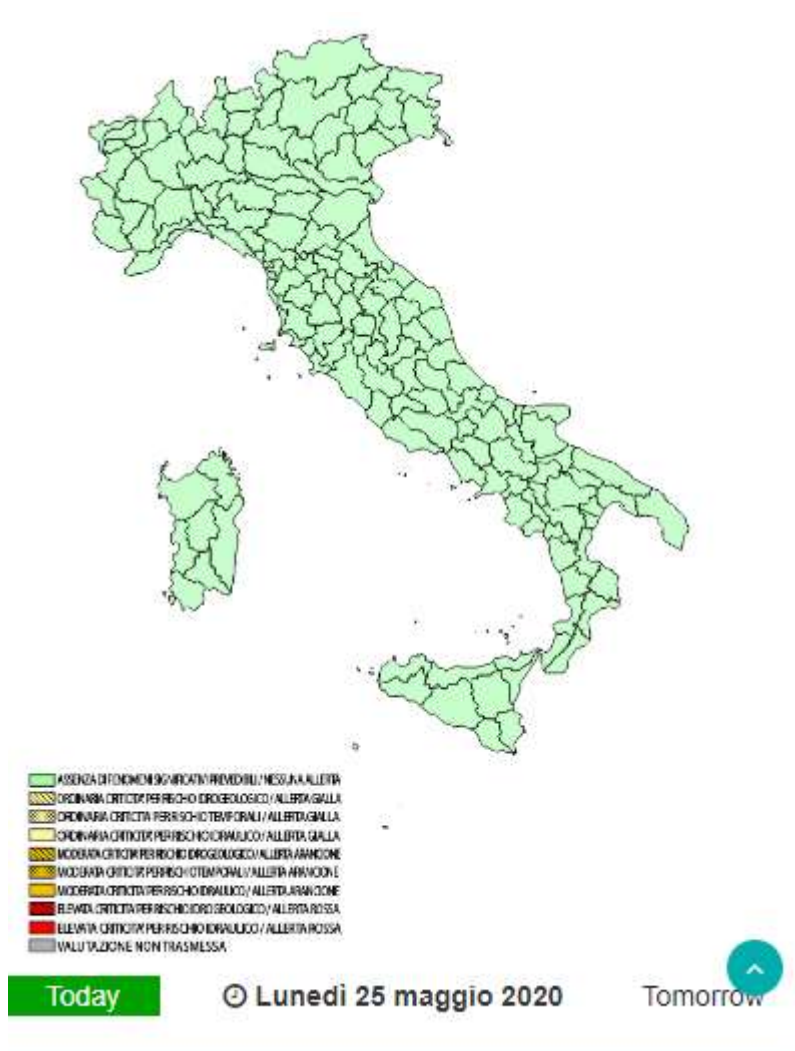 ASSENZA DI FENOMENI SIGNIFICATIVI PREVEDIBILI / NESSUNA ALLERTA
ORDINARIA CRITICITA' PER RISCHIO IDROGEOLOGICO / ALLERTA GIALLA
ORDINARIA CRITICITA PER RISCHIO TEMPORALI / ALLERTA GIALLA
ORDINARIA CRITICITA' PER RISCHIO IDRAULICO / ALLERTA GIALLA
MODERATA CRITICITA' PER RISCHIO IDROGEOLOGICO / ALLERTA ARANCIONE
MODERATA CRITICITA' PER RISCHIO TEMPORALI / ALLERTA ARANCIONE
MODERATA CRITICITA' PER RISCHIO IDRAULICO / ALLERTA ARANCIONE
ELEVATA CRITICITA' PER RISCHIO IDROGEOLOGICO / ALLERTA ROSSA
ELEVATA CRITICITA' PER RISCHIO IDRAULICO / ALLERTA ROSSA
VALUTAZIONE NON TRASMESSA
Today Lunedì 25 maggio 2020 Tomorrow